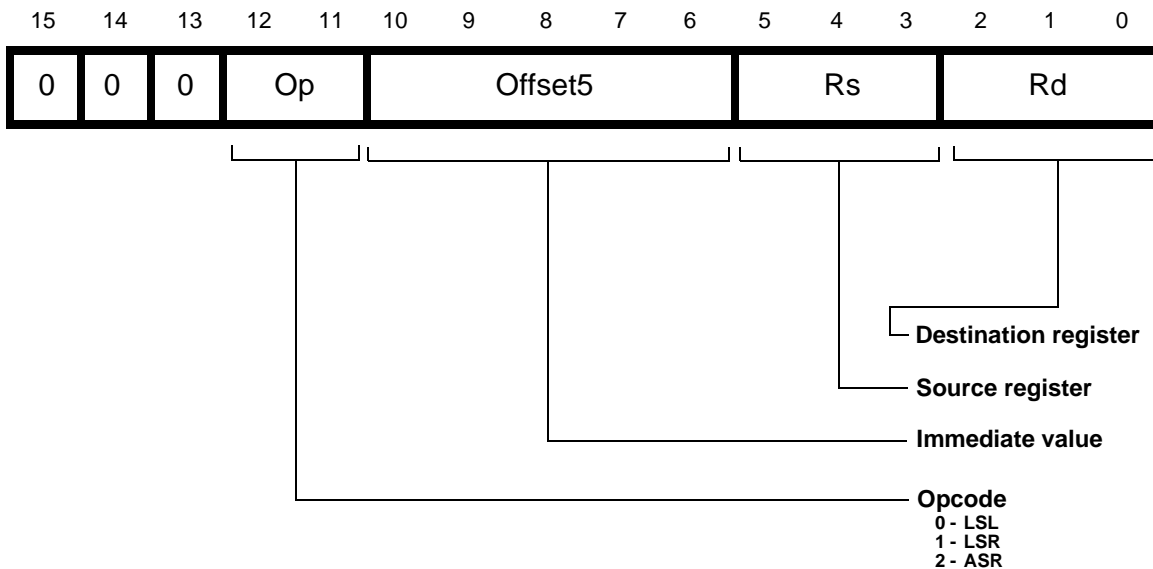 15 14 13 12 11 10 9 8 7 6 5 4 3 2 1 0
0 0 0 Op Offset5 Rs Rd
Destination register
Source register
Immediate value
Opcode
0 - LSL
1 - LSR
2 - ASR